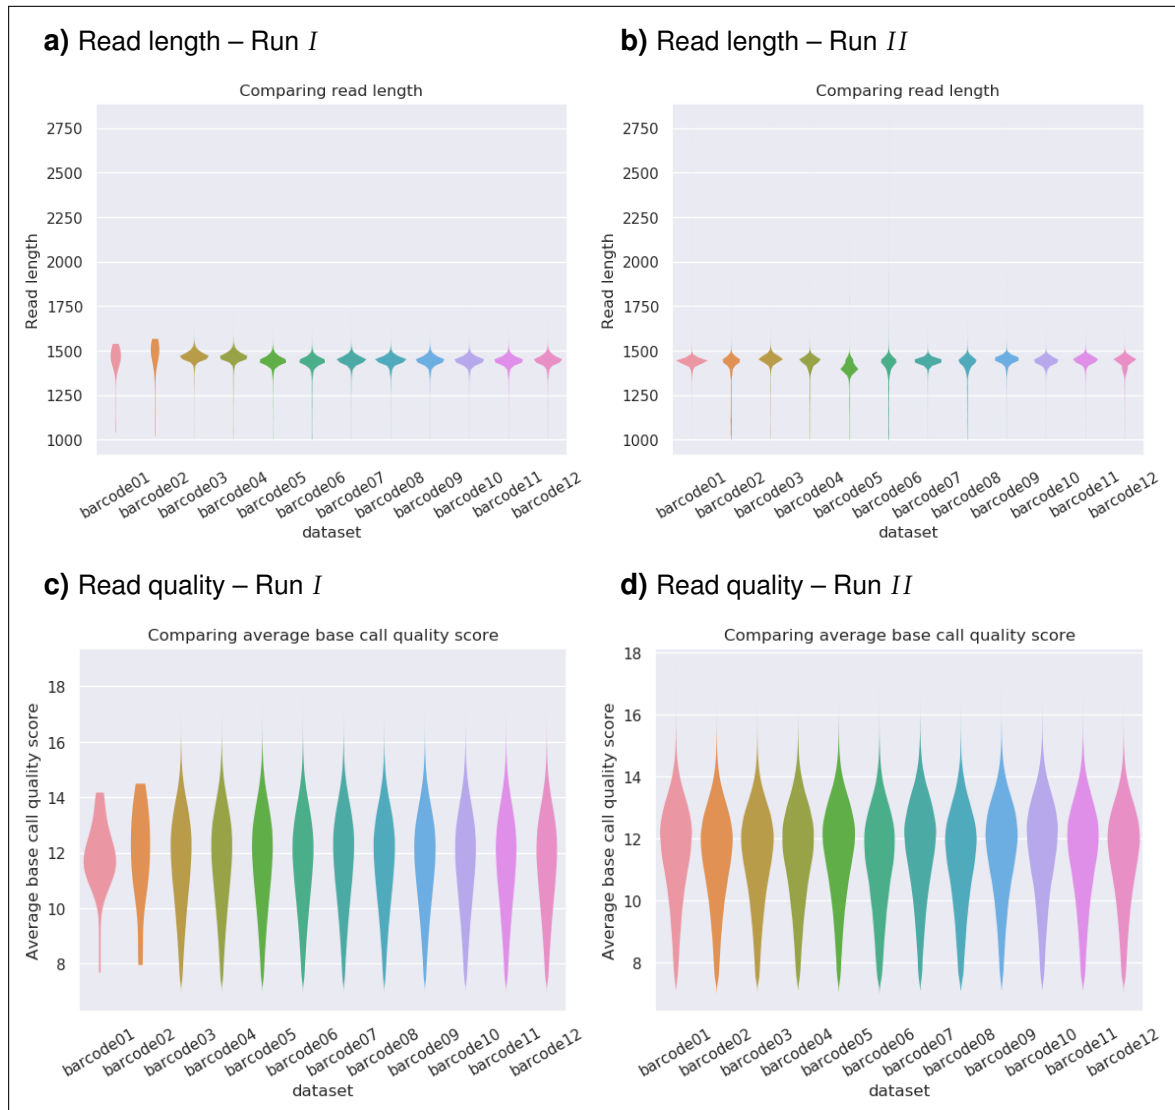 a) Read length – Run I
Comparing read length
Read length
2750
2500
2250
2000
1750
1500
1250
1000
barcode01
barcode02
barcode03
barcode04
barcode05
barcode06
barcode07
barcode08
barcode09
barcode10
barcode11
barcode12
dataset
b) Read length – Run II
Comparing read length
Read length
2750
2500
2250
2000
1750
1500
1250
1000
barcode01
barcode02
barcode03
barcode04
barcode05
barcode06
barcode07
barcode08
barcode09
barcode10
barcode11
barcode12
dataset
c) Read quality – Run I
Comparing average base call quality score
Average base call quality score
18
16
14
12
10
8
barcode01
barcode02
barcode03
barcode04
barcode05
barcode06
barcode07
barcode08
barcode09
barcode10
barcode11
barcode12
dataset
d) Read quality – Run II
Comparing average base call quality score
Average base call quality score
18
16
14
12
10
8
barcode01
barcode02
barcode03
barcode04
barcode05
barcode06
barcode07
barcode08
barcode09
barcode10
barcode11
barcode12
dataset